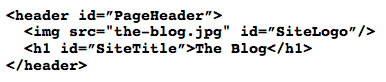 <header id=”PageHeader”>
  <img src="the-blog.jpg" id=”SiteLogo”/>
  <h1 id=”SiteTitle”>The Blog</h1>
</header>